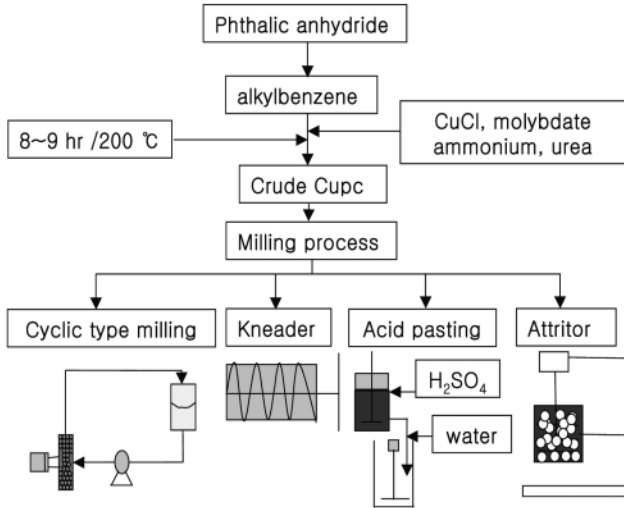 Phthalic anhydride
alkylbenzene
8~9 hr /200 ℃
CuCl, molybdate
ammonium, urea
Crude Cupc
Milling process
Cyclic type milling
Kneader
Acid pasting
Attritor
H₂SO₄
water